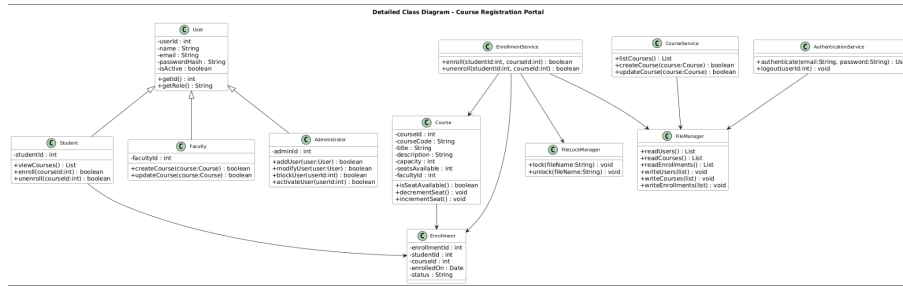 Detailed Class Diagram - Course Registration Portal
C User
-userId : int
-name : String
-email : String
-passwordHash : String
-isActive : boolean
+getId() : int
+getRole() : String
C EnrollmentService
+enroll(studentId:int, courseId:int) : boolean
+unenroll(studentId:int, courseId:int) : boolean
C CourseService
+listCourses() : List
+createCourse(course:Course) : boolean
+updateCourse(course:Course) : boolean
C AuthenticationService
+authenticate(email:String, password:String) : Us
+logout(userId:int) : void
C Student
-studentId : int
+viewCourses() : List
+enroll(courseId:int) : boolean
+unenroll(courseId:int) : boolean
C Faculty
-facultyId : int
+createCourse(course:Course) : boolean
+updateCourse(course:Course) : boolean
C Administrator
-adminId : int
+addUser(user:User) : boolean
+modifyUser(user:User) : boolean
+blockUser(userId:int) : boolean
+activateUser(userId:int) : boolean
C Course
-courseId : int
-courseCode : String
-title : String
-description : String
-capacity : int
-seatsAvailable : int
-facultyId : int
+isSeatAvailable() : boolean
+decrementSeat() : void
+incrementSeat() : void
C FileLockManager
+lock(fileName:String) : void
+unlock(fileName:String) : void
C FileManager
+readUsers() : List
+readCourses() : List
+readEnrollments() : List
+writeUsers(list) : void
+writeCourses(list) : void
+writeEnrollments(list) : void
C Enrollment
-enrollmentId : int
-studentId : int
-courseId : int
-enrolledOn : Date
-status : String